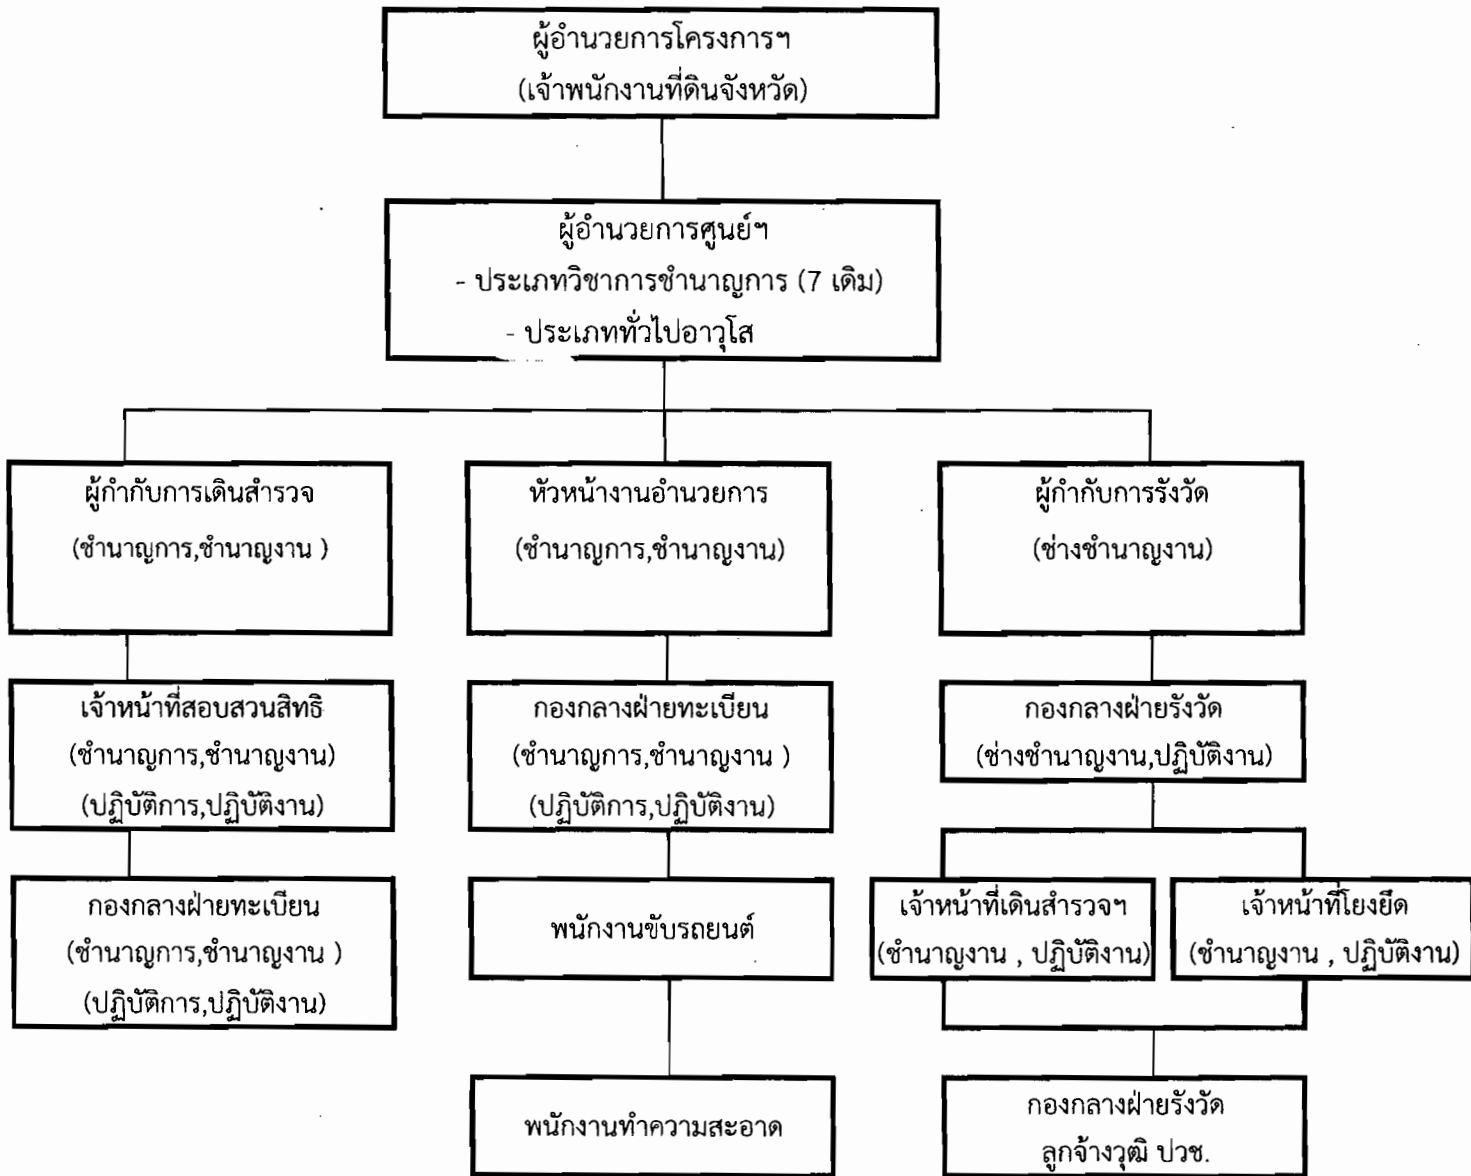 ผู้อำนวยการโครงการฯ
(เจ้าพนักงานที่ดินจังหวัด)
ผู้อำนวยการศูนย์ฯ
- ประเภทวิชาการชำนาญการ (7 เดิม)
- ประเภททั่วไปอาวุโส
ผู้กำกับการเดินสำรวจ
(ชำนาญการ,ชำนาญงาน )
หัวหน้างานอำนวยการ
(ชำนาญการ,ชำนาญงาน)
ผู้กำกับการรังวัด
(ช่างชำนาญงาน)
เจ้าหน้าที่สอบสวนสิทธิ
(ชำนาญการ,ชำนาญงาน)
(ปฏิบัติการ,ปฏิบัติงาน)
กองกลางฝ่ายทะเบียน
(ชำนาญการ,ชำนาญงาน )
(ปฏิบัติการ,ปฏิบัติงาน)
กองกลางฝ่ายรังวัด
(ช่างชำนาญงาน,ปฏิบัติงาน)
กองกลางฝ่ายทะเบียน
(ชำนาญการ,ชำนาญงาน )
(ปฏิบัติการ,ปฏิบัติงาน)
พนักงานขับรถยนต์
เจ้าหน้าที่เดินสำรวจฯ
(ชำนาญงาน , ปฏิบัติงาน)
เจ้าหน้าที่โยงยึด
(ชำนาญงาน , ปฏิบัติงาน)
พนักงานทำความสะอาด
กองกลางฝ่ายรังวัด
ลูกจ้างวุฒิ ปวช.